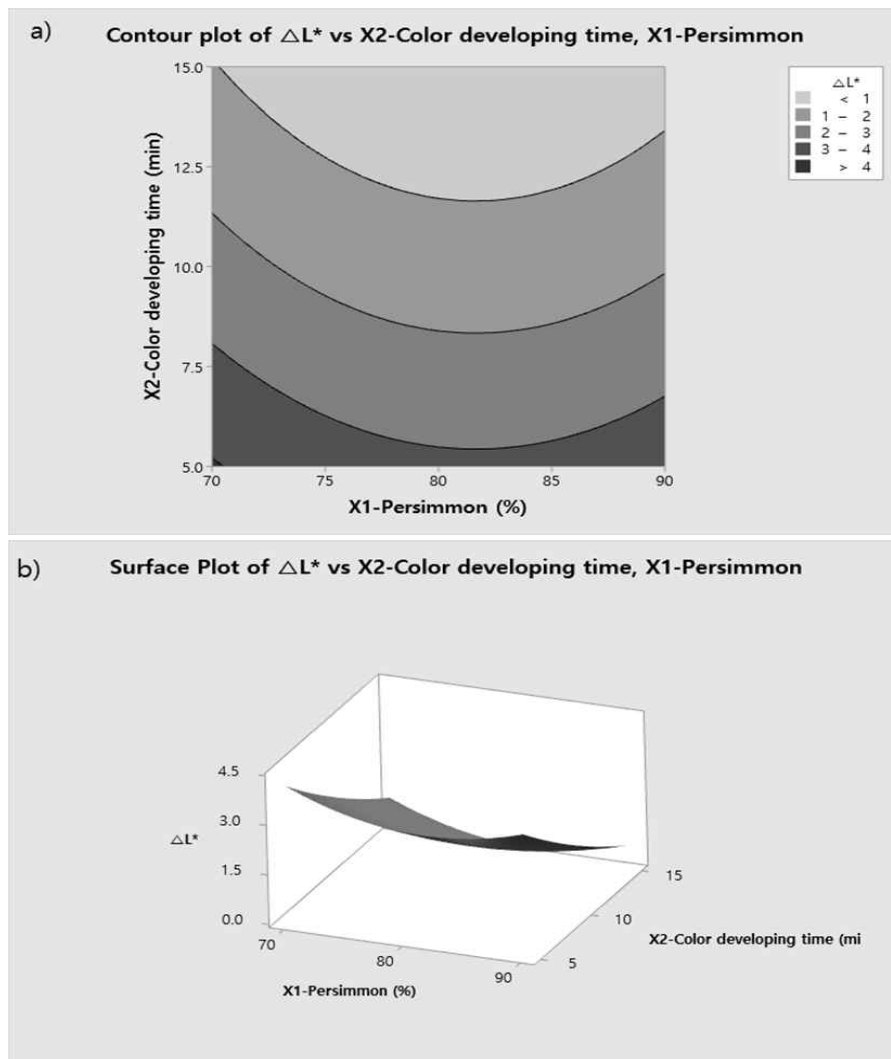 a)
Contour plot of △L* vs X2-Color developing time, X1-Persimmon
△L*
< 1
1 – 2
2 – 3
3 – 4
> 4
15.0
12.5
10.0
7.5
5.0
X2-Color developing time (min)
70 75 80 85 90
X1-Persimmon (%)
b)
Surface Plot of △L* vs X2-Color developing time, X1-Persimmon
4.5
3.0
1.5
0.0
△L*
70
80
90
X1-Persimmon (%)
15
10
5
X2-Color developing time (mi